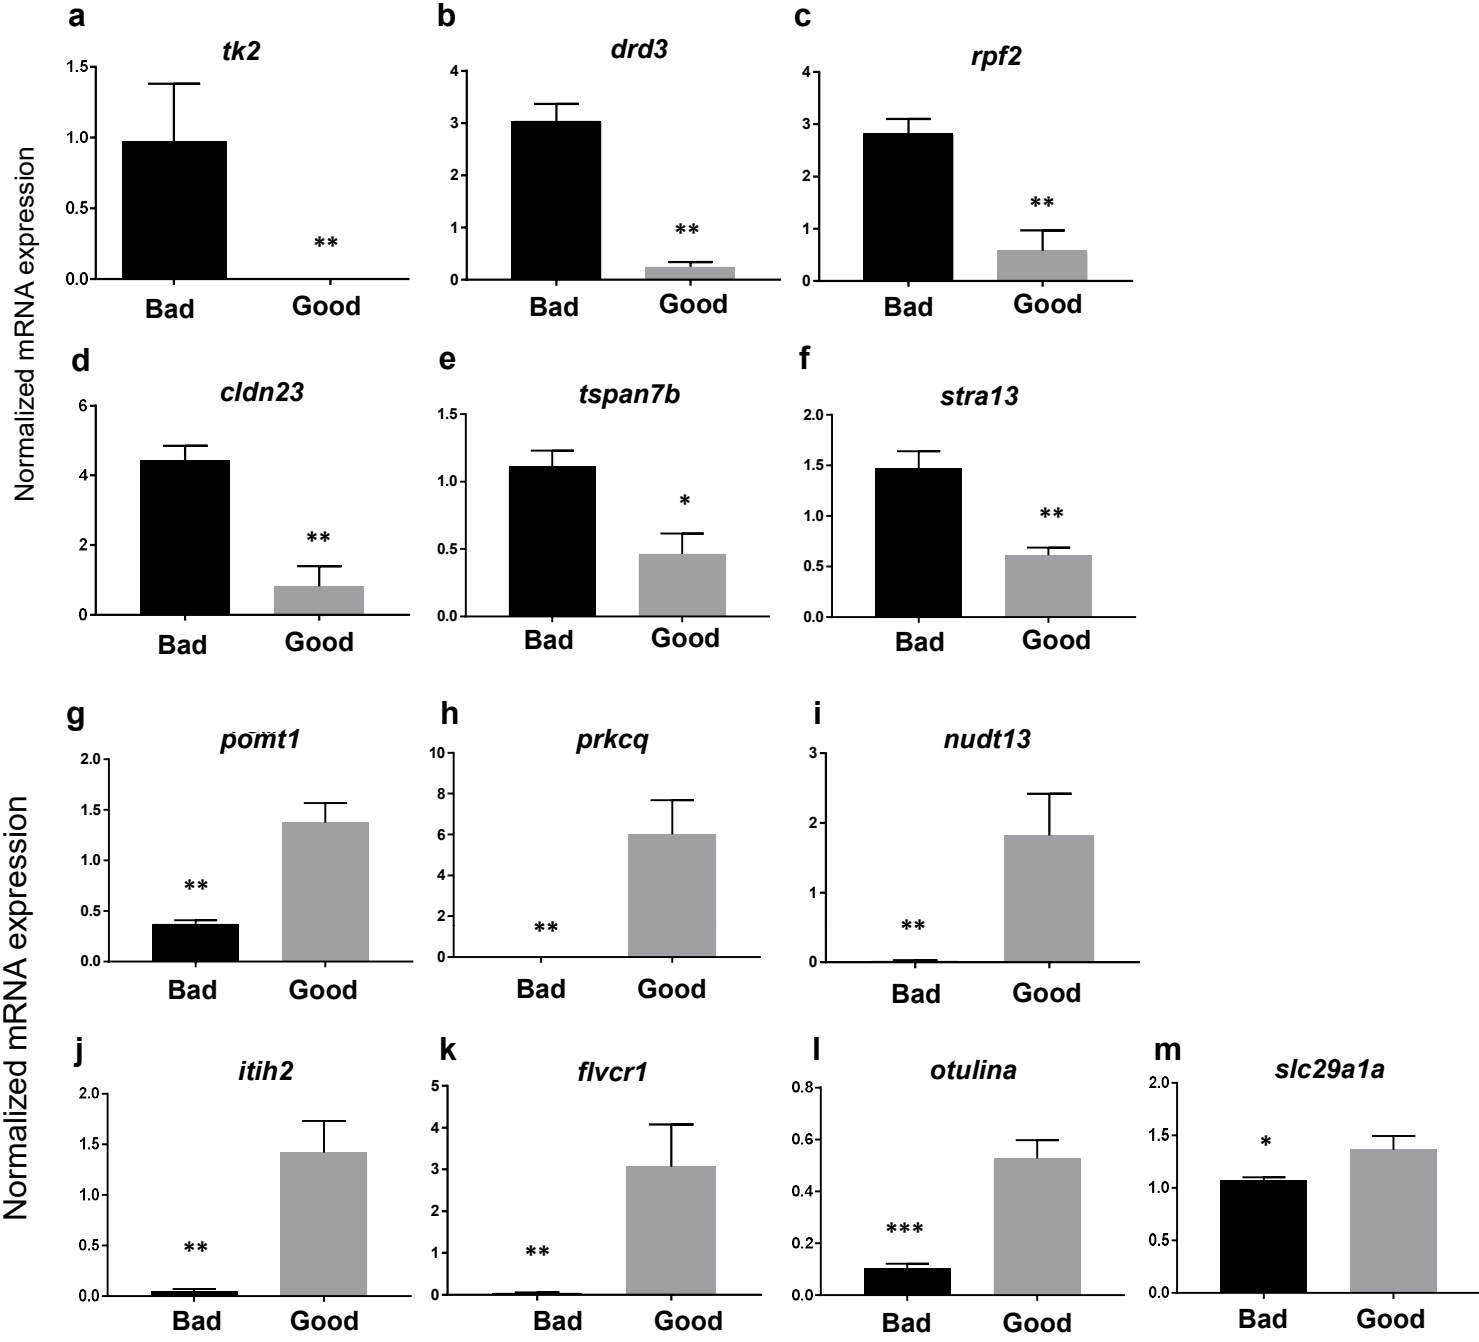 a
tk2
1.5
1.0
0.5
0.0
**
Bad
Good
b
drd3
4
3
2
1
0
**
Bad
Good
c
rpf2
4
3
2
1
0
**
Bad
Good
Normalized mRNA expression
d
cldn23
6
4
2
0
**
Bad
Good
e
tspan7b
1.5
1.0
0.5
0.0
*
Bad
Good
f
stra13
2.0
1.5
1.0
0.5
0.0
**
Bad
Good
g
pomt1
2.0
1.5
1.0
0.5
0.0
**
Bad
Good
h
prkcq
10
8
6
4
2
0
**
Bad
Good
i
nudt13
3
2
1
0
**
Bad
Good
Normalized mRNA expression
j
itih2
2.0
1.5
1.0
0.5
0.0
**
Bad
Good
k
flvcr1
5
4
3
2
1
0
**
Bad
Good
l
otulina
0.8
0.6
0.4
0.2
0.0
***
Bad
Good
m
slc29a1a
2.0
1.5
1.0
0.5
0.0
*
Bad
Good